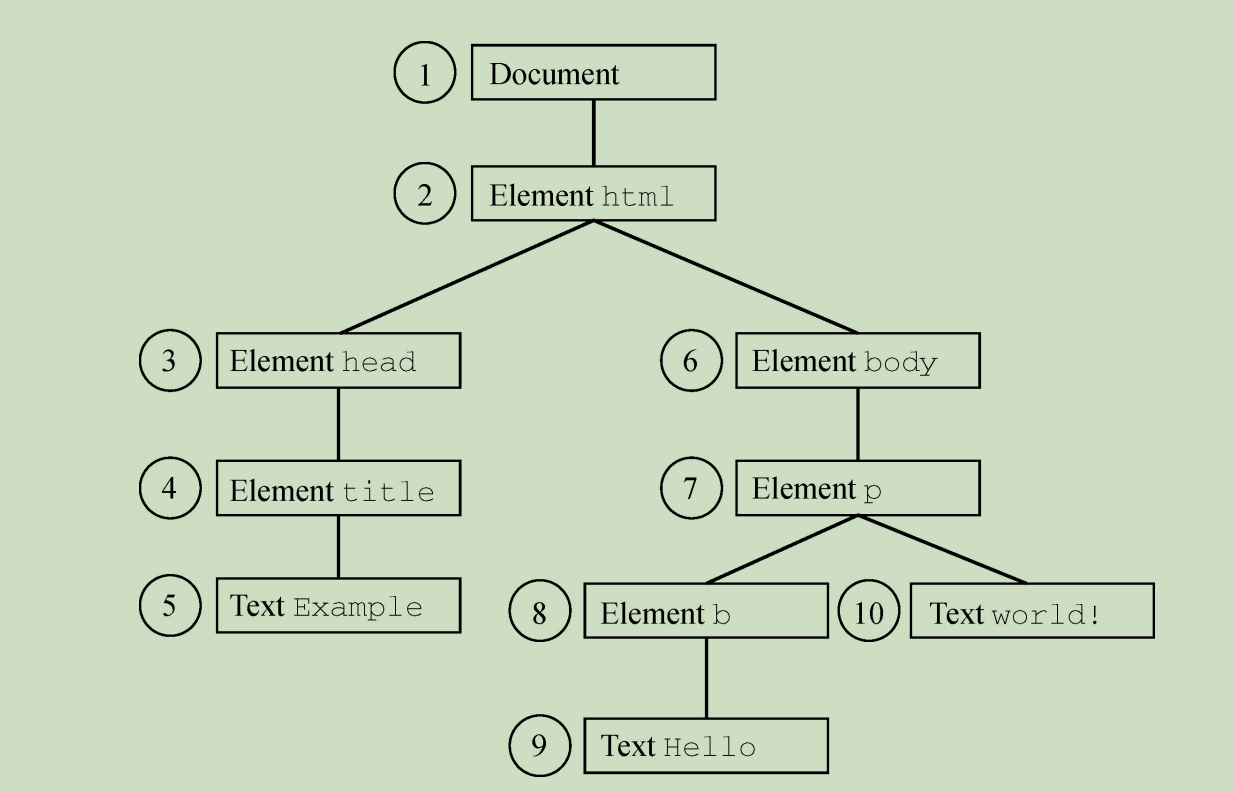 1 Document
2 Element html
3 Element head
6 Element body
4 Element title
7 Element p
5 Text Example
8 Element b
10 Text world!
9 Text Hello